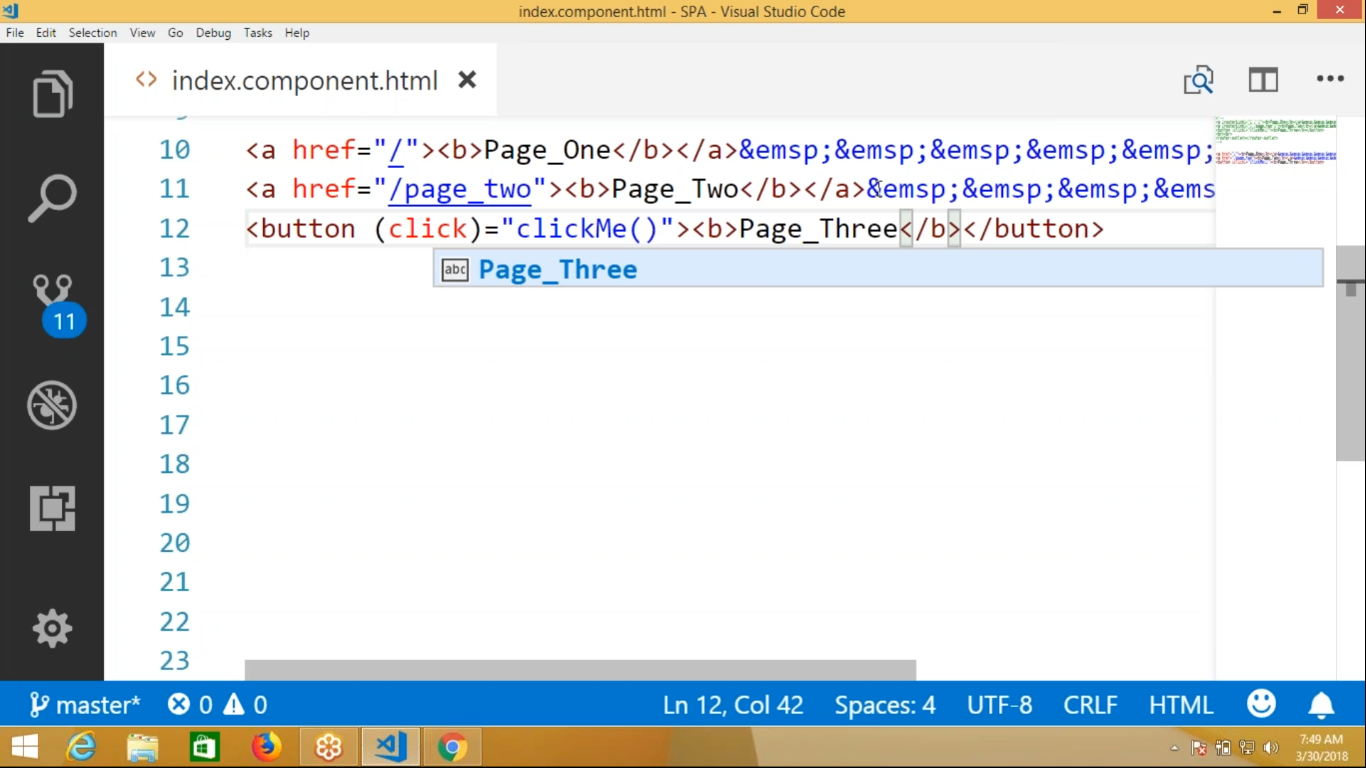 index.component.html - SPA - Visual Studio Code
File Edit Selection View Go Debug Tasks Help
<> index.component.html
10 <a href="/"><b>Page_One</b></a>&emsp;&emsp;&emsp;&emsp;&emsp;
11 <a href="/page_two"><b>Page_Two</b></a>&emsp;&emsp;&emsp;&ems
12 <button (click)="clickMe()"><b>Page_Three</b></button>
abc Page_Three
13
14
15
16
17
18
19
20
21
22
23
11
master* 0 0 Ln 12, Col 42 Spaces: 4 UTF-8 CRLF HTML
7:49 AM
3/30/2018